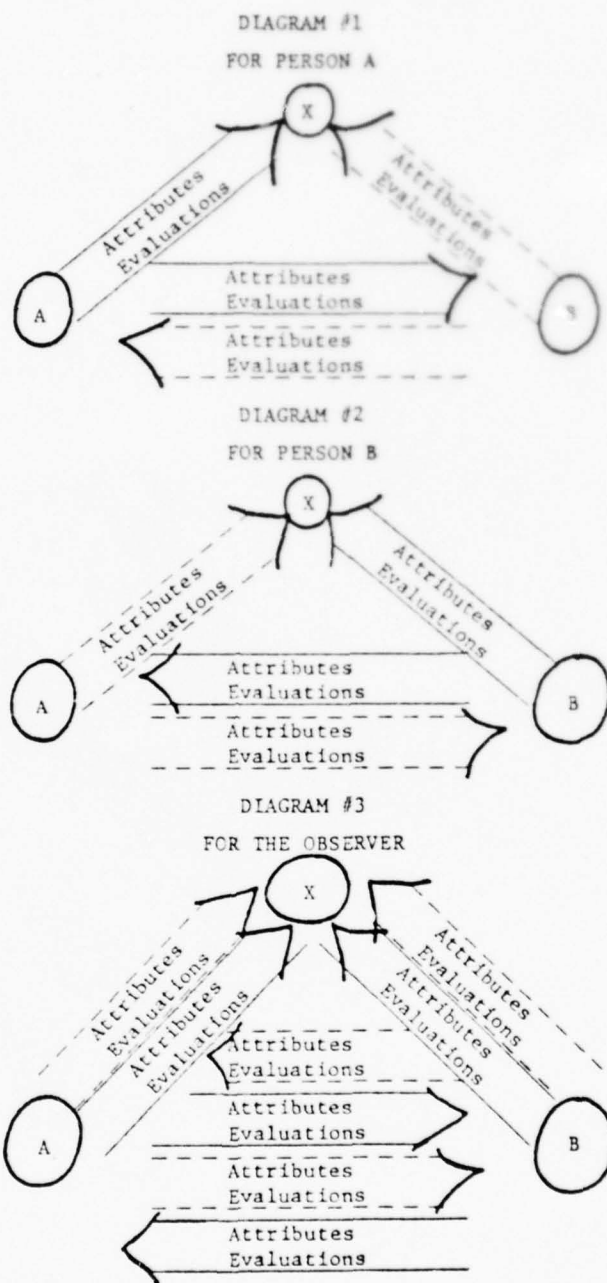 DIAGRAM #1
FOR PERSON A
X
Attributes
Evaluations
Attributes
Evaluations
A
B
Attributes
Evaluations
Attributes
Evaluations
DIAGRAM #2
FOR PERSON B
X
Attributes
Evaluations
Attributes
Evaluations
A
B
Attributes
Evaluations
Attributes
Evaluations
DIAGRAM #3
FOR THE OBSERVER
X
Attributes
Evaluations
Attributes
Evaluations
Attributes
Evaluations
Attributes
Evaluations
A
B
Attributes
Evaluations
Attributes
Evaluations
Attributes
Evaluations
Attributes
Evaluations